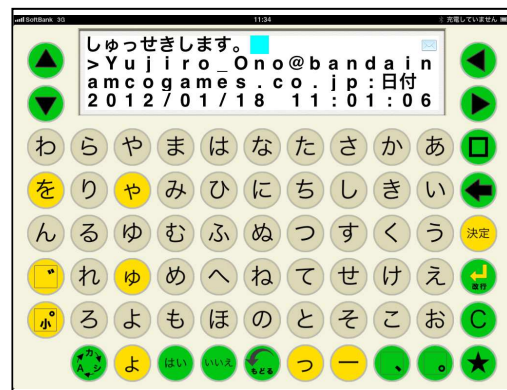 SoftBank 3G 11:34 充電していません
しゅっせきします。
>Yujiro_Ono@bandain
amcogames.co.jp:日付
2012/01/18 11:01:06
わ ら や ま は な た さ か あ
を り ゃ み ひ に ち し き い
ん る ゆ む ふ ぬ つ す く う 決定
゛ れ ゅ め へ ね て せ け え 改行
小゜ ろ よ も ほ の と そ こ お C
カ A シ ょ はい いいえ もどる っ ー 、 。 ★